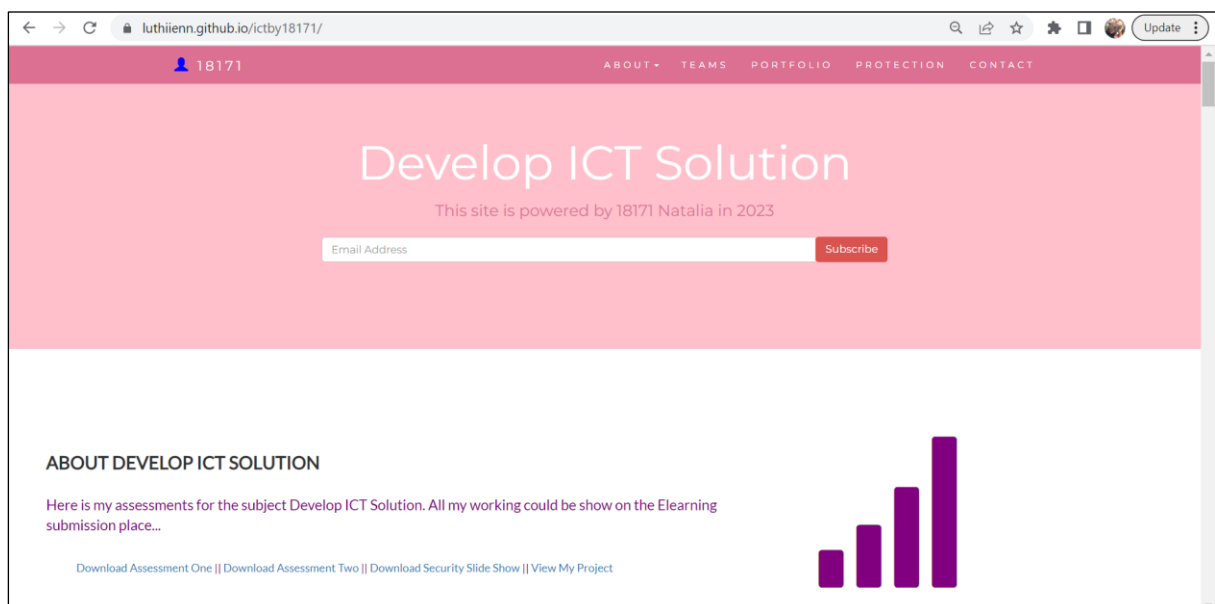 luthiienn.github.io/ictby18171/
Update
18171
ABOUT TEAMS PORTFOLIO PROTECTION CONTACT
Develop ICT Solution
This site is powered by 18171 Natalia in 2023
Email Address Subscribe
ABOUT DEVELOP ICT SOLUTION
Here is my assessments for the subject Develop ICT Solution. All my working could be show on the Elearning
submission place...
Download Assessment One || Download Assessment Two || Download Security Slide Show || View My Project